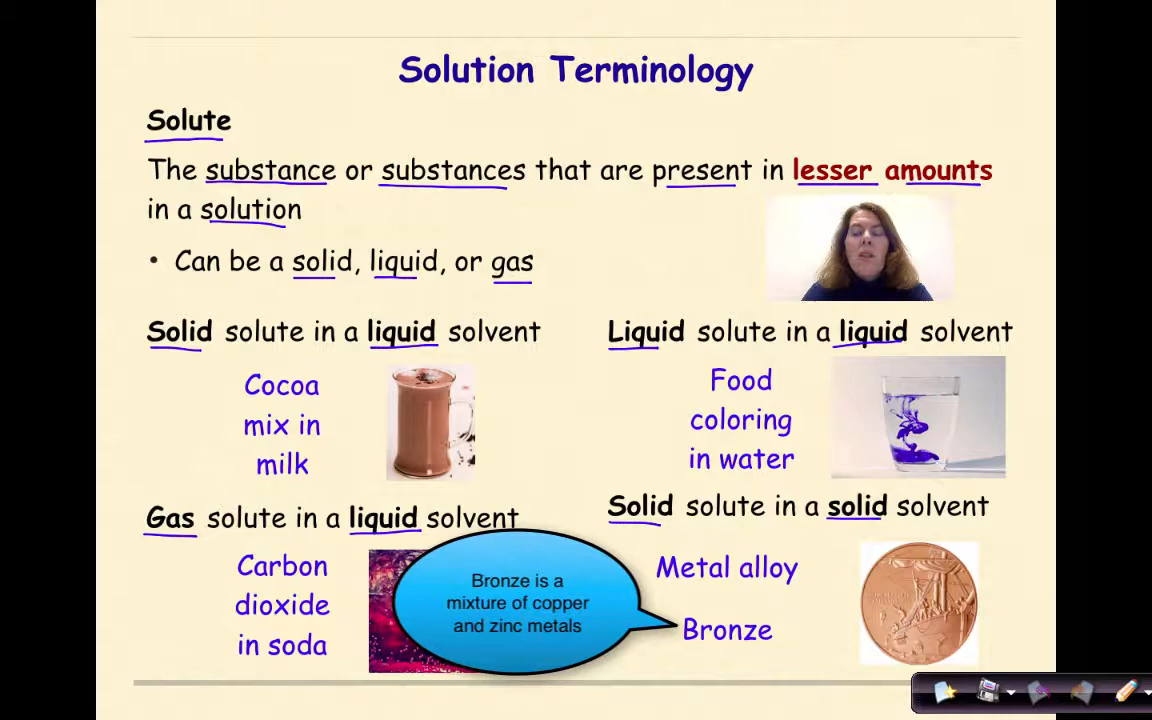 Solution Terminology
Solute
The substance or substances that are present in lesser amounts
in a solution
• Can be a solid, liquid, or gas
Solid solute in a liquid solvent
Cocoa
mix in
milk
Liquid solute in a liquid solvent
Food
coloring
in water
Gas solute in a liquid solvent
Carbon
dioxide
in soda
Bronze is a
mixture of copper
and zinc metals
Solid solute in a solid solvent
Metal alloy
Bronze